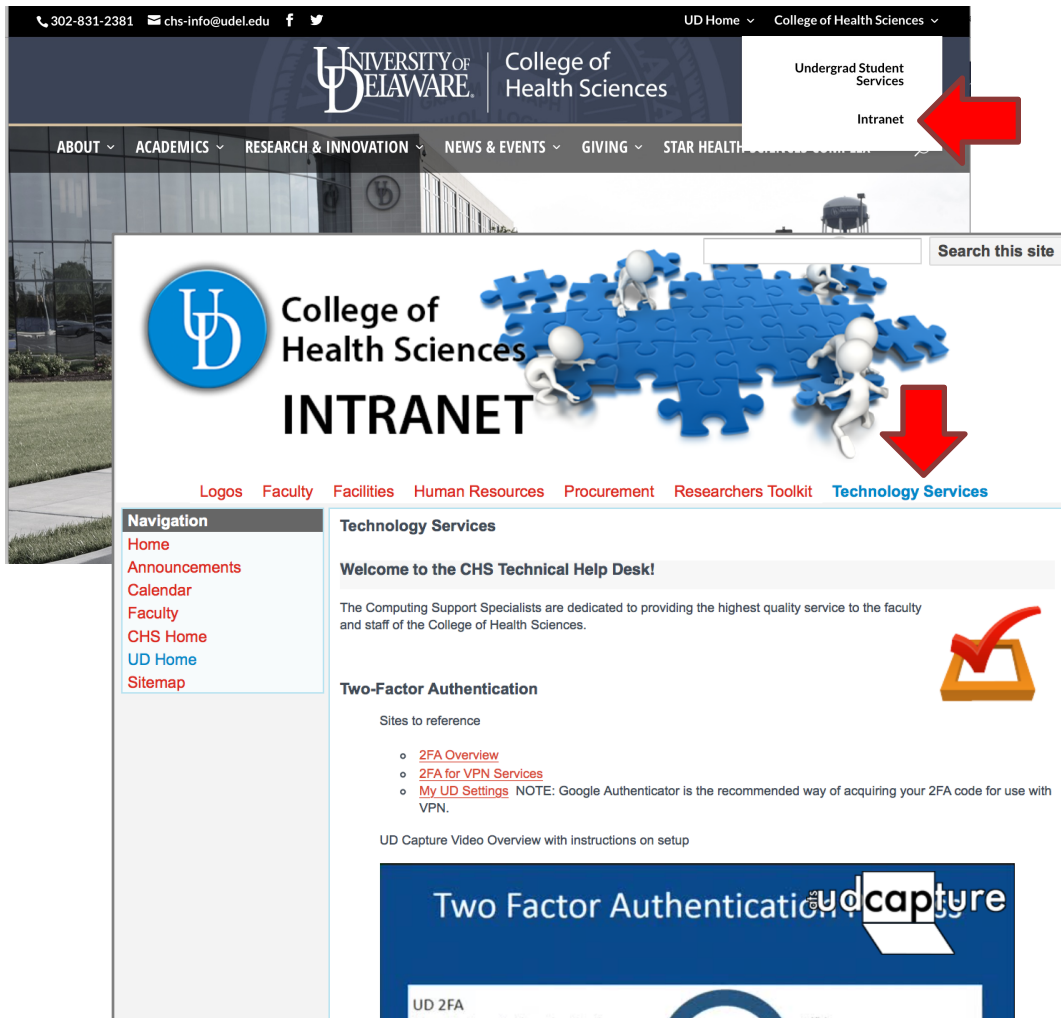 302-831-2381 chs-info@udel.edu UD Home College of Health Sciences
UNIVERSITY OF DELAWARE.
College of
Health Sciences
Undergrad Student
Services
Intranet
ABOUT ACADEMICS RESEARCH & INNOVATION NEWS & EVENTS GIVING STAR HEALTH SCIENCES COMPLEX
UD
Search this site
UD
College of
Health Sciences
INTRANET
Logos Faculty Facilities Human Resources Procurement Researchers Toolkit Technology Services
Navigation
Home
Announcements
Calendar
Faculty
CHS Home
UD Home
Sitemap
Technology Services
Welcome to the CHS Technical Help Desk!
The Computing Support Specialists are dedicated to providing the highest quality service to the faculty
and staff of the College of Health Sciences.
Two-Factor Authentication
Sites to reference
2FA Overview
2FA for VPN Services
My UD Settings NOTE: Google Authenticator is the recommended way of acquiring your 2FA code for use with
VPN.
UD Capture Video Overview with instructions on setup
Two Factor Authentication
ats udcapture
UD 2FA